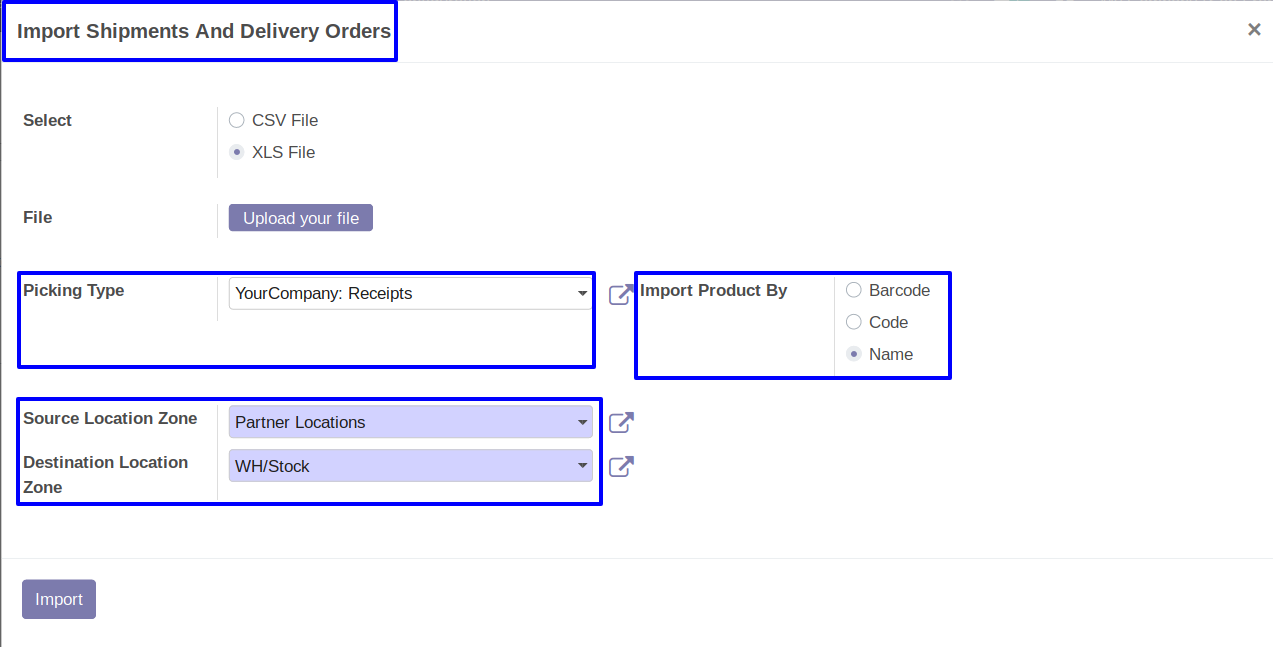 Import Shipments And Delivery Orders
×
Select
CSV File
XLS File
File
Upload your file
Picking Type
YourCompany: Receipts
Import Product By
Barcode
Code
Name
Source Location Zone
Partner Locations
Destination Location
Zone
WH/Stock
Import